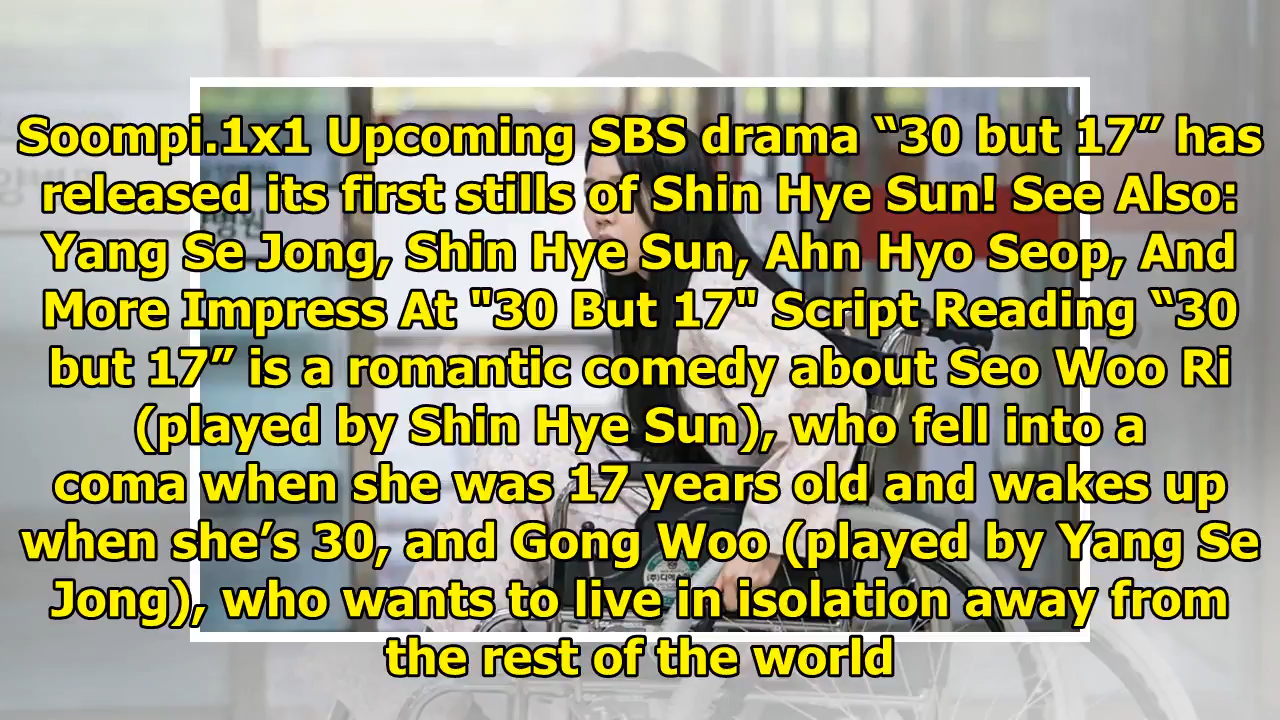 Soompi.1x1 Upcoming SBS drama “30 but 17” has
released its first stills of Shin Hye Sun! See Also:
Yang Se Jong, Shin Hye Sun, Ahn Hyo Seop, And
More Impress At "30 But 17" Script Reading “30
but 17” is a romantic comedy about Seo Woo Ri
(played by Shin Hye Sun), who fell into a
coma when she was 17 years old and wakes up
when she’s 30, and Gong Woo (played by Yang Se
Jong), who wants to live in isolation away from
the rest of the world